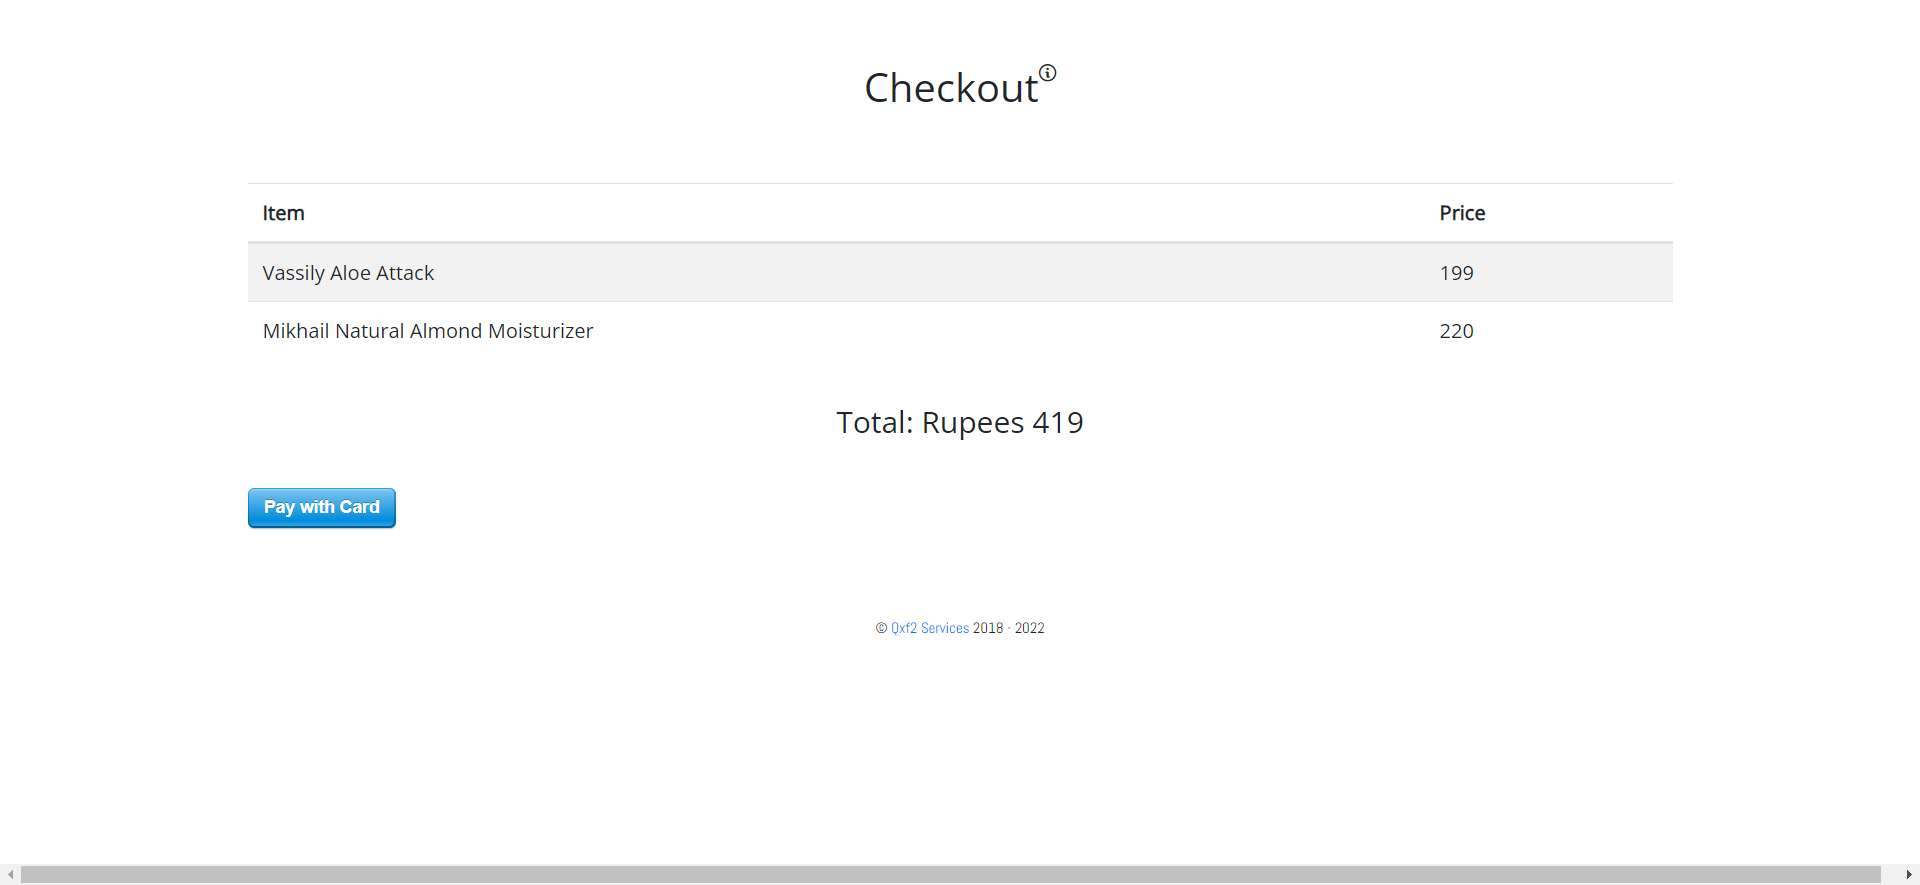 Checkout
Item Price
Vassily Aloe Attack 199
Mikhail Natural Almond Moisturizer 220
Total: Rupees 419
Pay with Card
© Qxf2 Services 2018 - 2022